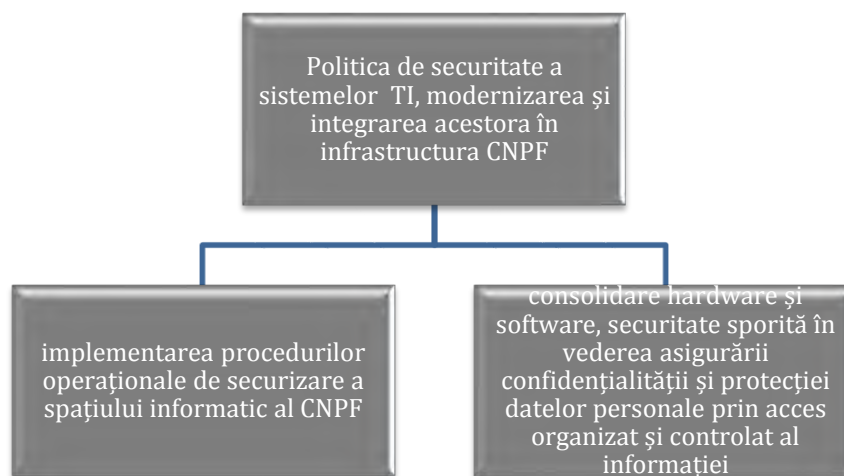 Politica de securitate a
sistemelor TI, modernizarea și
integrarea acestora în
infrastructura CNPF
implementarea procedurilor
operaționale de securizare a
spațiului informatic al CNPF
consolidare hardware și
software, securitate sporită în
vederea asigurării
confidențialității și protecției
datelor personale prin acces
organizat și controlat al
informației